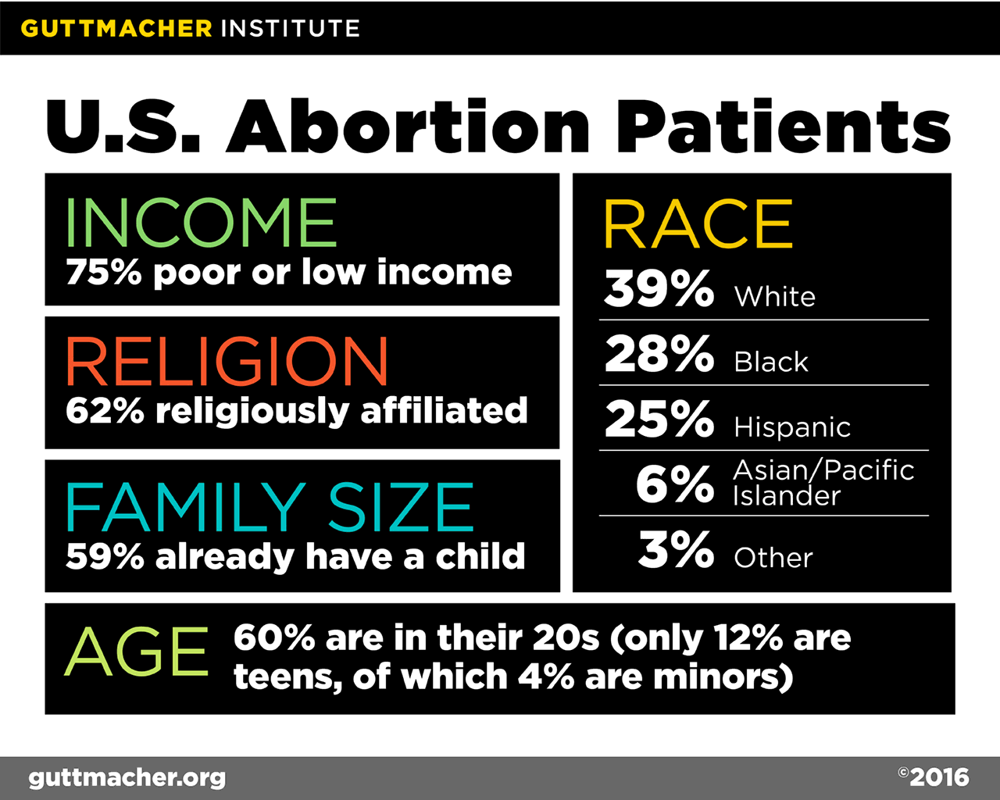 GUTTMACHER INSTITUTE
U.S. Abortion Patients
INCOME
75% poor or low income
RELIGION
62% religiously affiliated
FAMILY SIZE
59% already have a child
RACE
39% White
28% Black
25% Hispanic
6% Asian/Pacific
Islander
3% Other
AGE
60% are in their 20s (only 12% are
teens, of which 4% are minors)
guttmacher.org
©2016